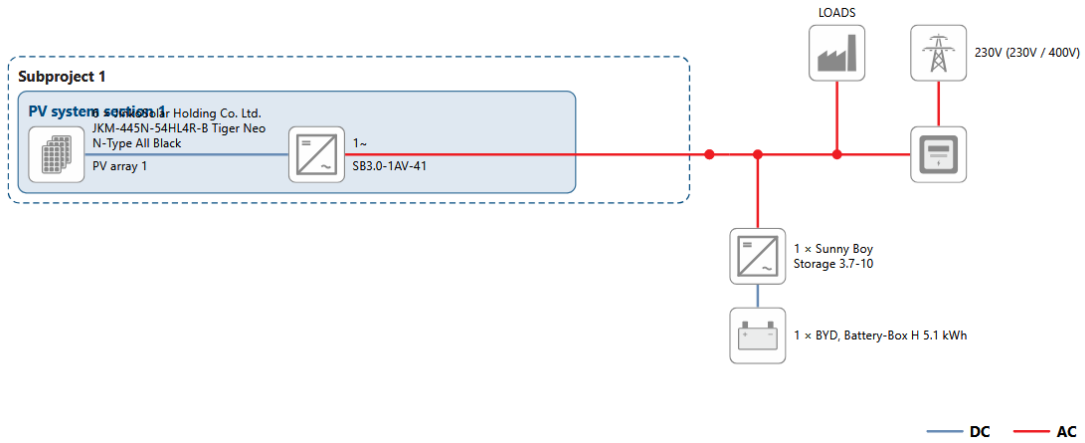 LOADS
230V (230V / 400V)
Subproject 1
PV system section 1
6 × JinkoSolar Holding Co. Ltd.
JKM-445N-54HL4R-B Tiger Neo
N-Type All Black
PV array 1
1~
SB3.0-1AV-41
1 × Sunny Boy
Storage 3.7-10
1 × BYD, Battery-Box H 5.1 kWh
DC
AC